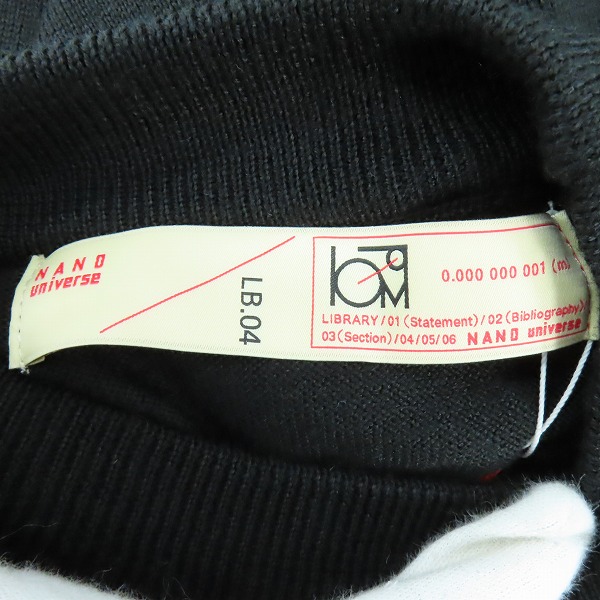 NANO
universe
LB.04
0.000 000 001 (m)
LIBRARY/01 (Statement)/02 (Bibliography)/
03 (Section)/04/05/06 NANO universe